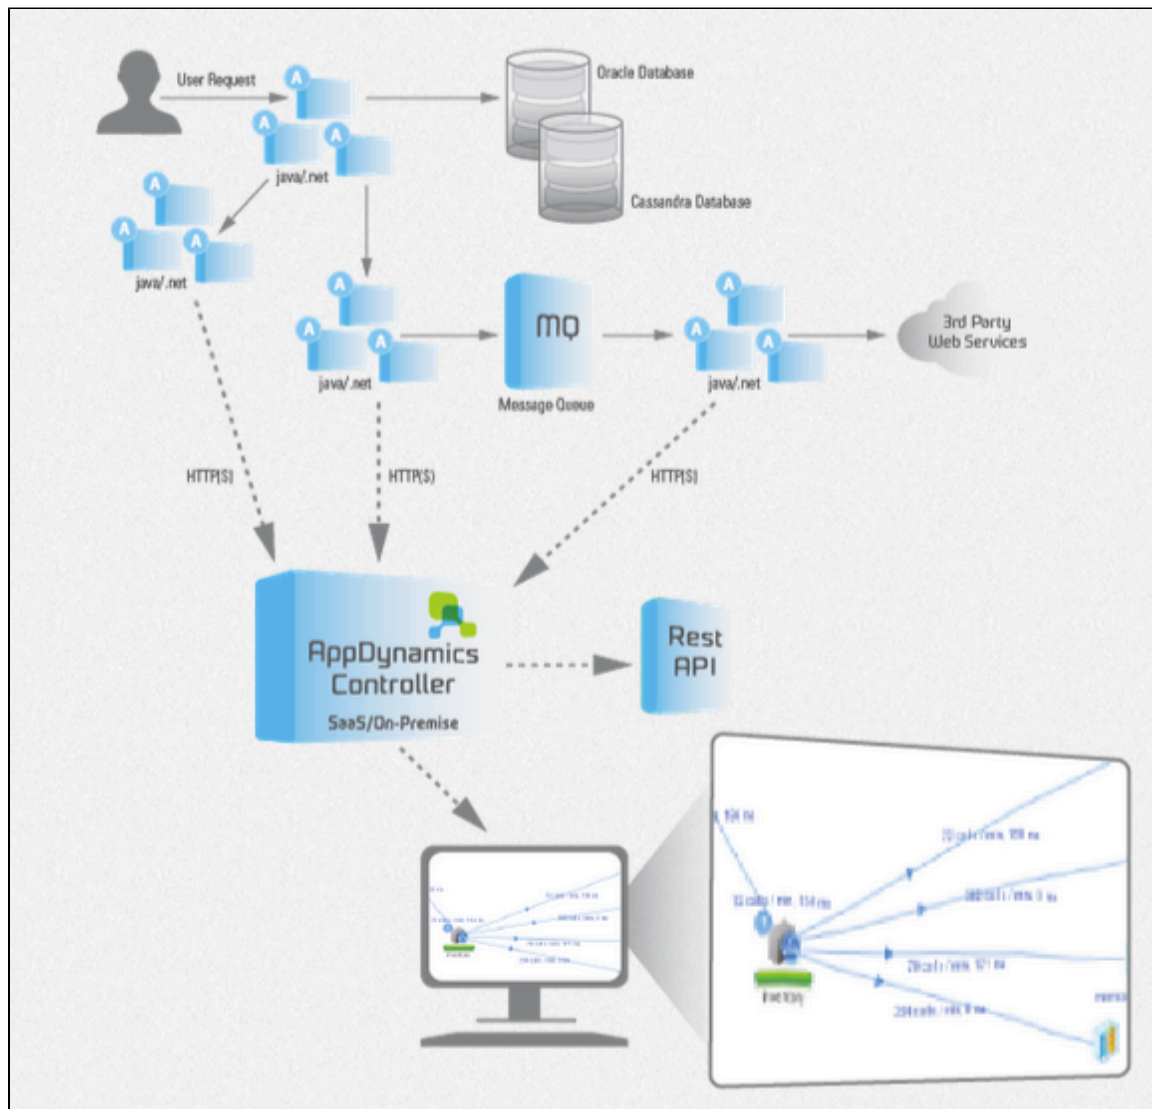 User Request
A
Oracle Database
A
A
java/.net
A
Cassandra Database
A
A
java/.net
A
A
A
java/.net
MQ
Message Queue
A
A
A
java/.net
3rd Party
Web Services
HTTP(S)
HTTP(S)
HTTP(S)
AppDynamics
Controller
SaaS/On-Premise
Rest
API
Inventory